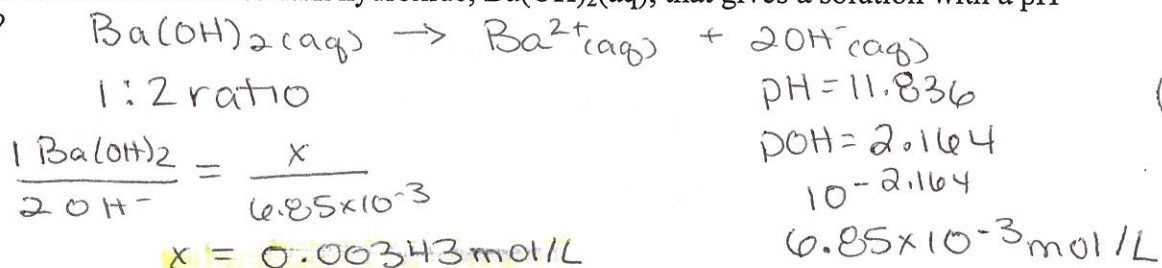 hydroxide, Ba(OH)₂(aq), that gives a solution with a pH
Ba(OH)₂(aq) → Ba²⁺(aq) + 2OH⁻(aq)
1:2 ratio
pH = 11.836
1 Ba(OH)₂ / 2OH⁻ = x / 6.85×10⁻³
pOH = 2.164
10⁻²·¹⁶⁴
x = 0.00343 mol/L
6.85×10⁻³ mol/L